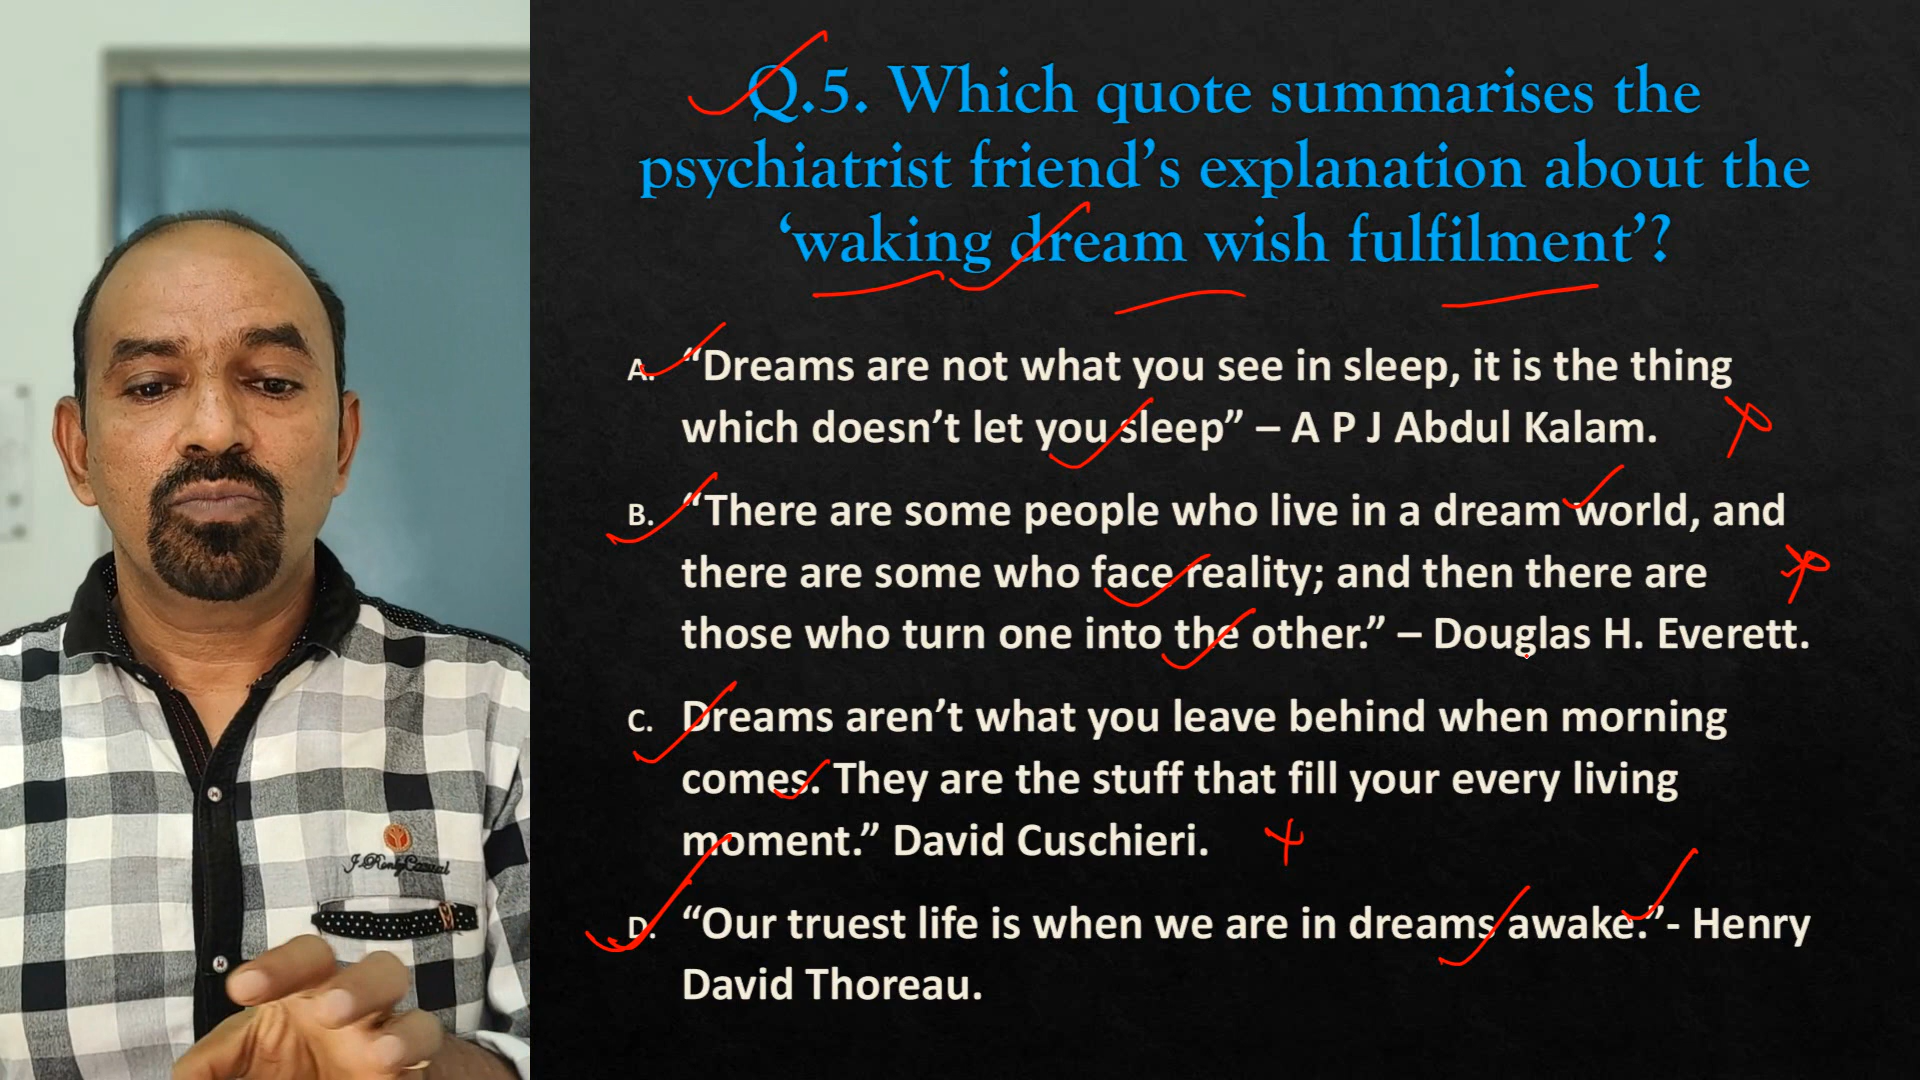 Q.5. Which quote summarises the
psychiatrist friend’s explanation about the
‘waking dream wish fulfilment’?
A. “Dreams are not what you see in sleep, it is the thing
which doesn’t let you sleep” – A P J Abdul Kalam.
B. “There are some people who live in a dream world, and
there are some who face reality; and then there are
those who turn one into the other.” – Douglas H. Everett.
C. Dreams aren’t what you leave behind when morning
comes. They are the stuff that fill your every living
moment.” David Cuschieri.
D. “Our truest life is when we are in dreams awake.”- Henry
David Thoreau.